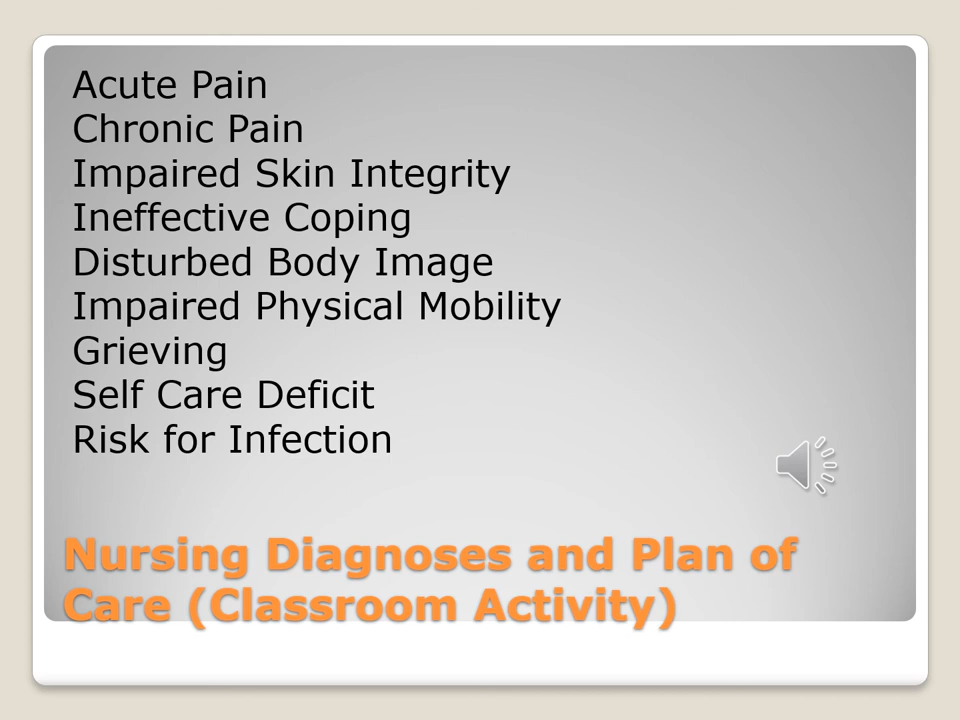 Acute Pain
Chronic Pain
Impaired Skin Integrity
Ineffective Coping
Disturbed Body Image
Impaired Physical Mobility
Grieving
Self Care Deficit
Risk for Infection
Nursing Diagnoses and Plan of
Care (Classroom Activity)